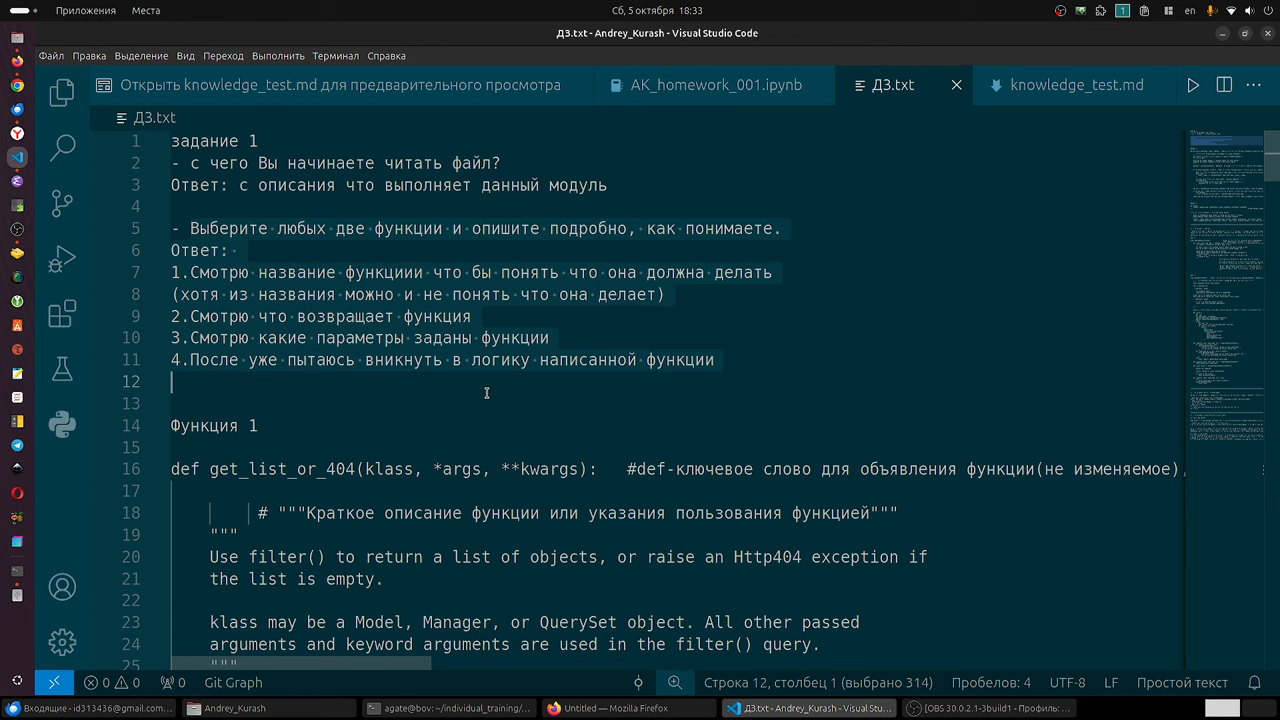 Приложения Места Сб, 5 октября 18:33 1 en
ДЗ.txt - Andrey_Kurash - Visual Studio Code
Файл Правка Выделение Вид Переход Выполнить Терминал Справка
Открыть knowledge_test.md для предварительного просмотра AK_homework_001.ipynb ДЗ.txt knowledge_test.md
ДЗ.txt
1 задание 1
2 - с чего Вы начинаете читать файл?
3 Ответ: с описания что выполняет данный модуль
4
5 - Выберите любых две функции и опишите подробно, как понимаете.
6 Ответ:
7 1.Смотрю название функциии что бы понять что она должна делать
8 (хотя из названия можно и не понять что она делает)
9 2.Смотрю что возвращает функция
10 3.Смотрю какие параметры заданы функии
11 4.После уже пытаюсь вникнуть в логику написанной функции
12
13
14 Функция 1
15
16 def get_list_or_404(klass, *args, **kwargs): #def-ключевое слово для объявления функции(не изменяемое),
17
18 # """Краткое описание функции или указания пользования функцией"""
19 """
20 Use filter() to return a list of objects, or raise an Http404 exception if
21 the list is empty.
22
23 klass may be a Model, Manager, or QuerySet object. All other passed
24 arguments and keyword arguments are used in the filter() query.
25 """
0 0 0 Git Graph Строка 12, столбец 1 (выбрано 314) Пробелов: 4 UTF-8 LF Простой текст
Входящие - id313436@gmail.com... Andrey_Kurash agate@bov: ~/individual_training/... Untitled — Mozilla Firefox ДЗ.txt - Andrey_Kurash - Visual Stu... [OBS 30.0.2.1-3build1 - Профиль: ...